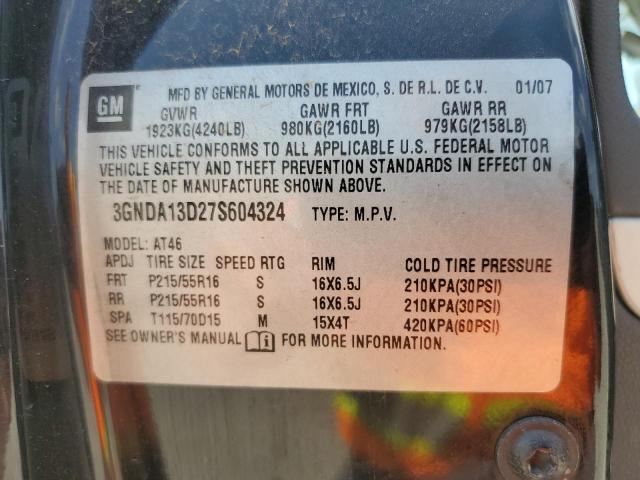 GM
MFD BY GENERAL MOTORS DE MEXICO, S. DE R.L. DE C.V. 01/07
GVWR GAWR FRT GAWR RR
1923KG(4240LB) 980KG(2160LB) 979KG(2158LB)
THIS VEHICLE CONFORMS TO ALL APPLICABLE U.S. FEDERAL MOTOR
VEHICLE SAFETY AND THEFT PREVENTION STANDARDS IN EFFECT ON
THE DATE OF MANUFACTURE SHOWN ABOVE.
3GNDA13D27S604324 TYPE: M.P.V.
MODEL: AT46
APDJ TIRE SIZE SPEED RTG RIM COLD TIRE PRESSURE
FRT P215/55R16 S 16X6.5J 210KPA(30PSI)
RR P215/55R16 S 16X6.5J 210KPA(30PSI)
SPA T115/70D15 M 15X4T 420KPA(60PSI)
SEE OWNER'S MANUAL FOR MORE INFORMATION.